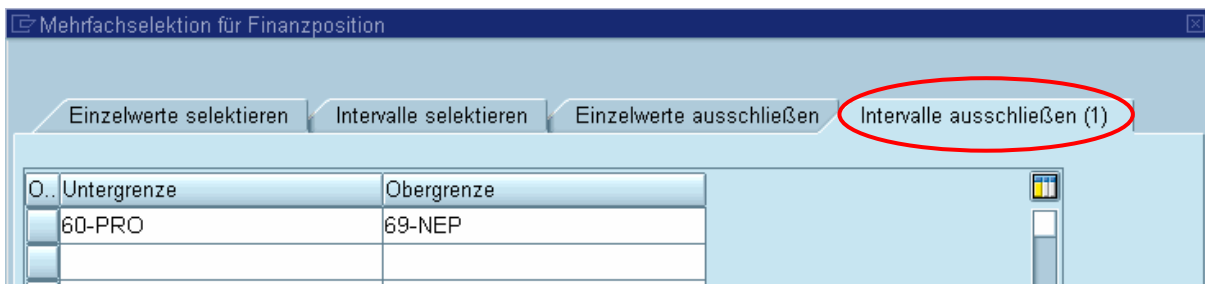 Mehrfachselektion für Finanzposition
Einzelwerte selektieren Intervalle selektieren Einzelwerte ausschließen Intervalle ausschließen (1)
O.. Untergrenze Obergrenze
60-PRO 69-NEP